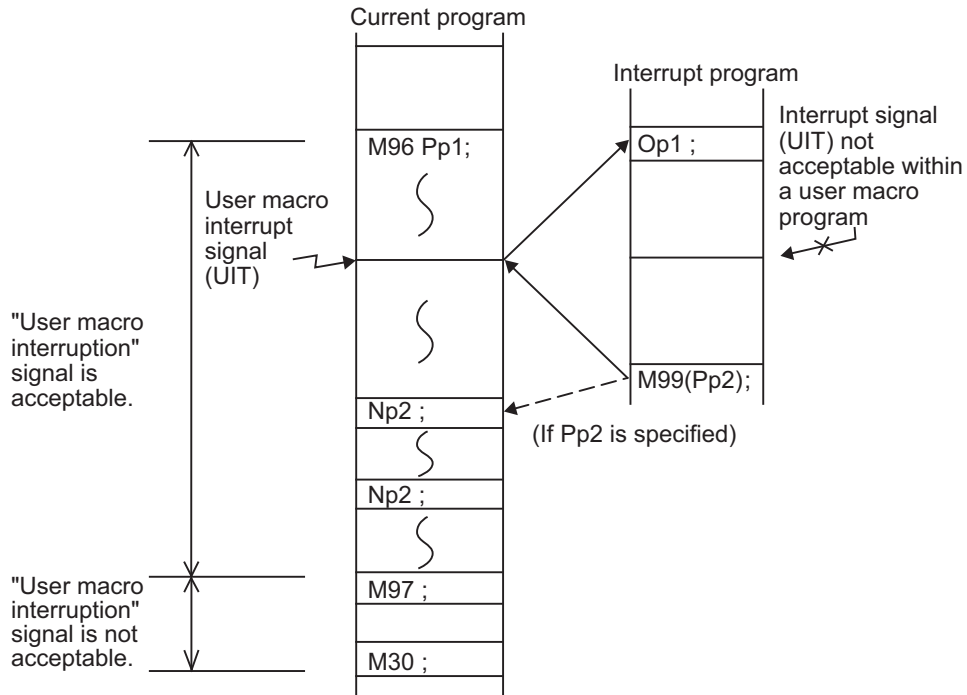 Current program
Interrupt program
M96 Pp1;
Op1 ;
Interrupt signal
(UIT) not
acceptable within
a user macro
program
User macro
interrupt
signal
(UIT)
"User macro
interruption"
signal is
acceptable.
M99(Pp2);
Np2 ;
(If Pp2 is specified)
Np2 ;
"User macro
interruption"
signal is not
acceptable.
M97 ;
M30 ;